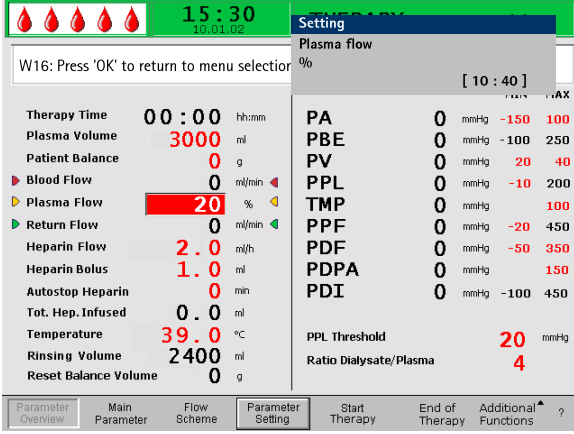 15:30
10.01.02
Setting
Plasma flow
%
[ 10 : 40 ]
W16: Press 'OK' to return to menu selection
MIN MAX
Therapy Time 00:00 hh:mm
Plasma Volume 3000 ml
Patient Balance 0 g
Blood Flow 0 ml/min
Plasma Flow 20 %
Return Flow 0 ml/min
Heparin Flow 2.0 ml/h
Heparin Bolus 1.0 ml
Autostop Heparin 0 min
Tot. Hep. Infused 0.0 ml
Temperature 39.0 °C
Rinsing Volume 2400 ml
Reset Balance Volume 0 g
PA 0 mmHg -150 100
PBE 0 mmHg -100 250
PV 0 mmHg 20 40
PPL 0 mmHg -10 200
TMP 0 mmHg 100
PPF 0 mmHg -20 450
PDF 0 mmHg -50 350
PDPA 0 mmHg 150
PDI 0 mmHg -100 450
PPL Threshold 20 mmHg
Ratio Dialysate/Plasma 4
Parameter Overview
Main Parameter
Flow Scheme
Parameter Setting
Start Therapy
End of Therapy
Additional Functions
?